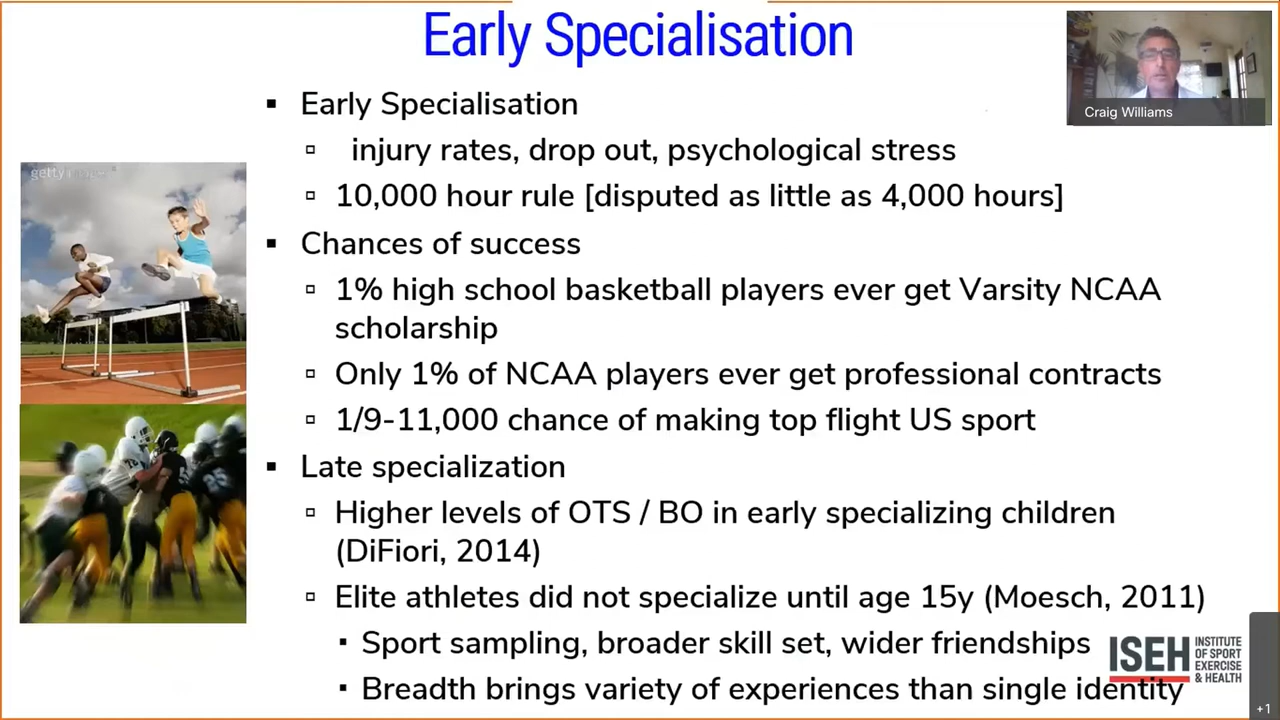 Early Specialisation
Craig Williams
Early Specialisation
injury rates, drop out, psychological stress
10,000 hour rule [disputed as little as 4,000 hours]
Chances of success
1% high school basketball players ever get Varsity NCAA
scholarship
Only 1% of NCAA players ever get professional contracts
1/9-11,000 chance of making top flight US sport
Late specialization
Higher levels of OTS / BO in early specializing children
(DiFiori, 2014)
Elite athletes did not specialize until age 15y (Moesch, 2011)
Sport sampling, broader skill set, wider friendships
Breadth brings variety of experiences than single identity
ISEH
INSTITUTE
OF SPORT
EXERCISE
& HEALTH
+1